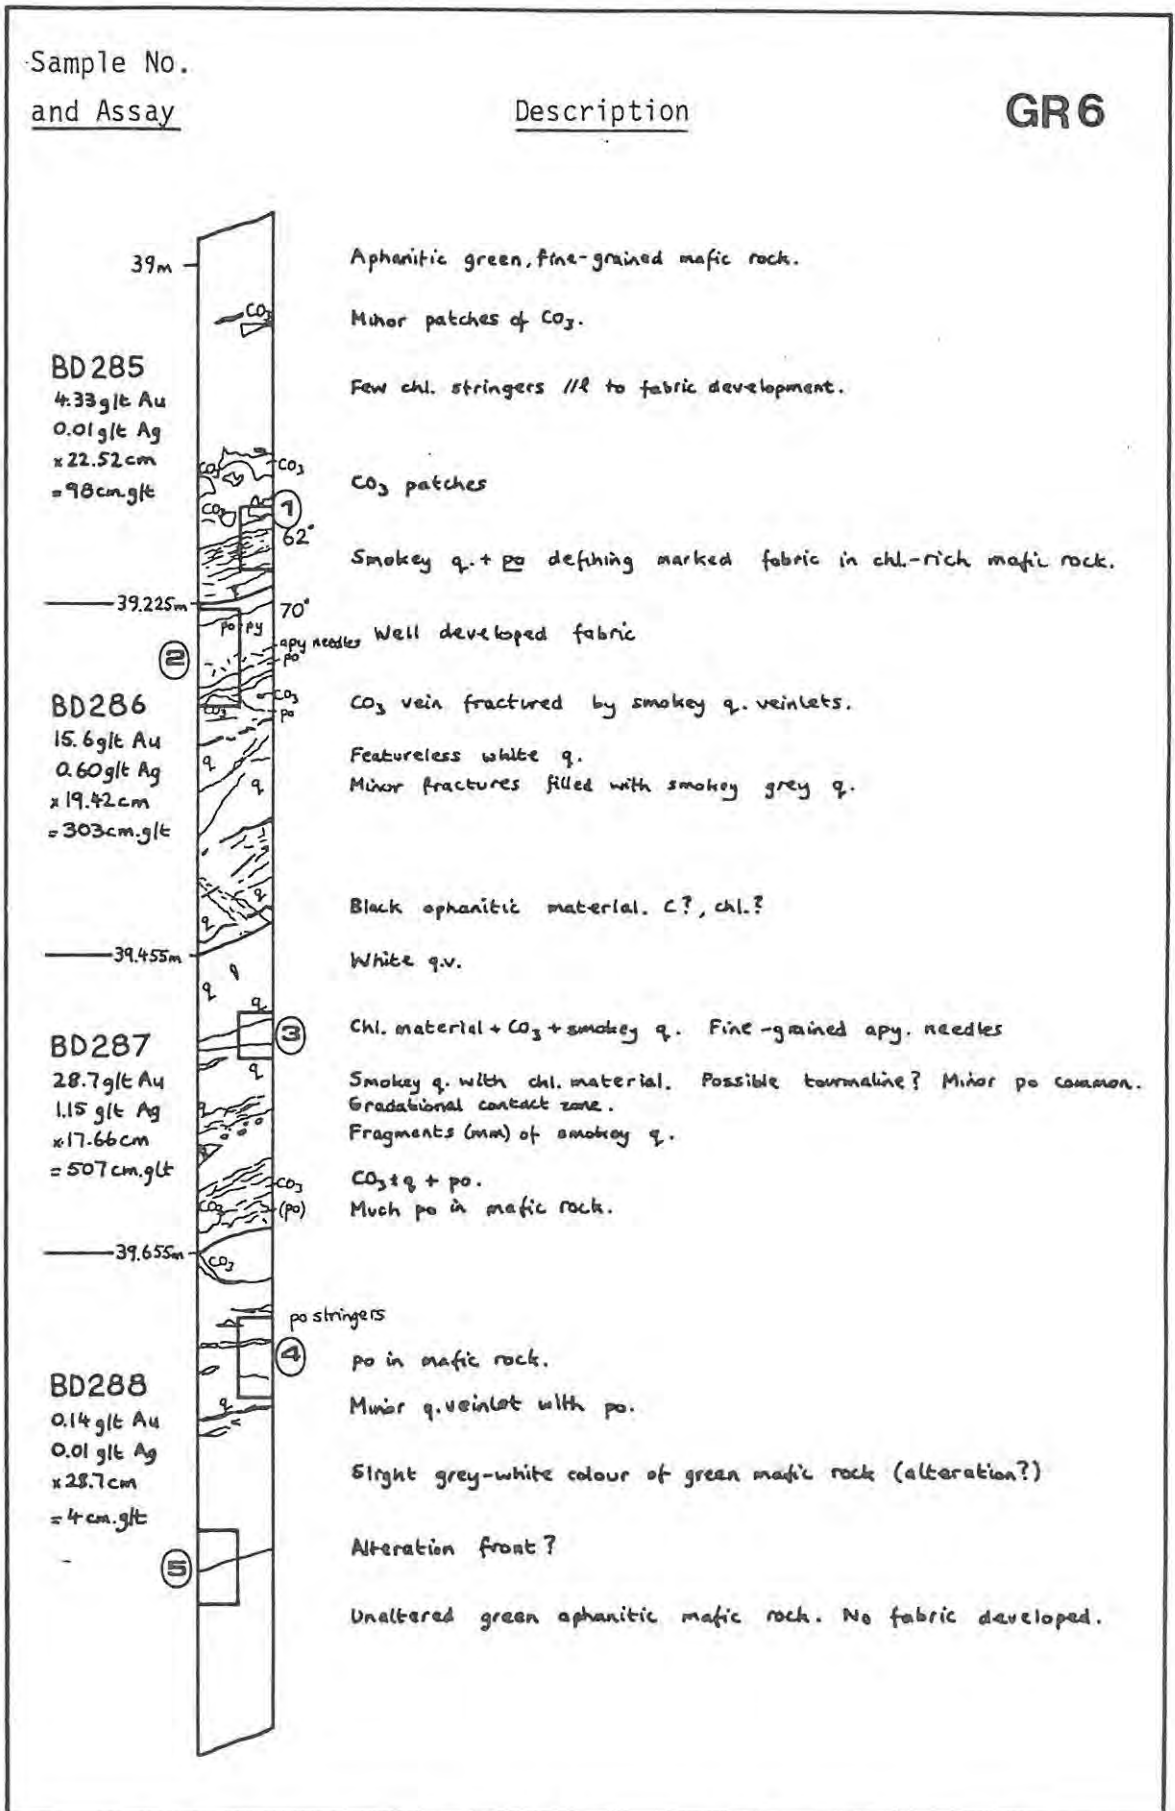 Sample No.
and Assay
Description
GR6
39m
Aphanitic green, fine-grained mafic rock.
CO3
Minor patches of CO3.
BD285
4.33g/t Au
0.01g/t Ag
x22.52cm
=98cm.g/t
Few chl. stringers //l to fabric development.
CO3
CO3
CO3 patches
CO3
1
62°
Smokey q. + po defining marked fabric in chl.-rich mafic rock.
39.225m
70°
po py
apy needles
Well developed fabric
2
po
BD286
15.6g/t Au
0.60g/t Ag
x19.42cm
=303cm.g/t
CO3
CO3
po
CO3 vein fractured by smokey q. veinlets.
q
Featureless white q.
q
Minor fractures filled with smokey grey q.
q
q
Black aphanitic material. C?, chl.?
39.455m
White q.v.
q
q
3
Chl. material + CO3 + smokey q. Fine-grained apy. needles
BD287
28.7g/t Au
1.15 g/t Ag
x17.66cm
=507cm.g/t
q
Smokey q. with chl. material. Possible tourmaline? Minor po common.
q
Gradational contact zone.
Fragments (mm) of smokey q.
CO3
CO3+q + po.
CO3
(po)
Much po in mafic rock.
39.655m
CO3
po stringers
4
po in mafic rock.
BD288
0.14g/t Au
0.01 g/t Ag
x28.7cm
=4cm.g/t
q
Minor q.veinlet with po.
Slight grey-white colour of green mafic rock (alteration?)
Alteration front?
5
Unaltered green aphanitic mafic rock. No fabric developed.